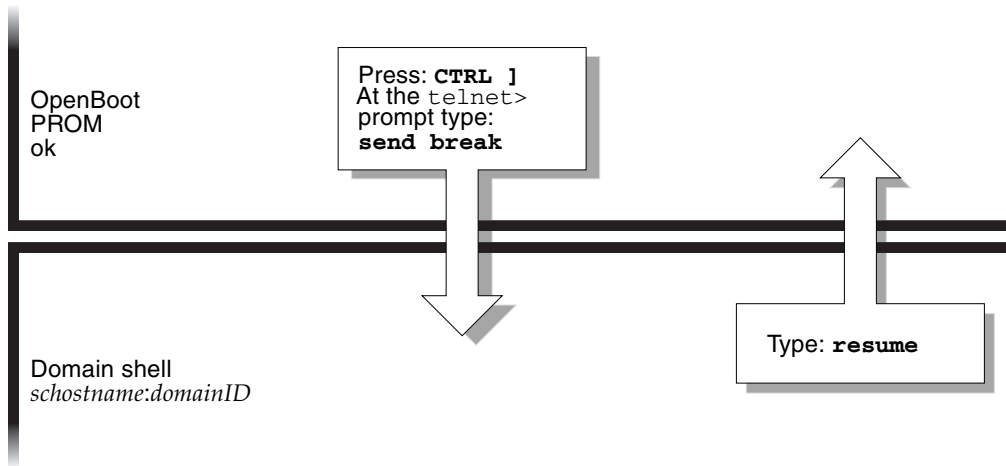 OpenBoot
PROM
ok
Press: CTRL ]
At the telnet>
prompt type:
send break
Domain shell
schostname:domainID
Type: resume